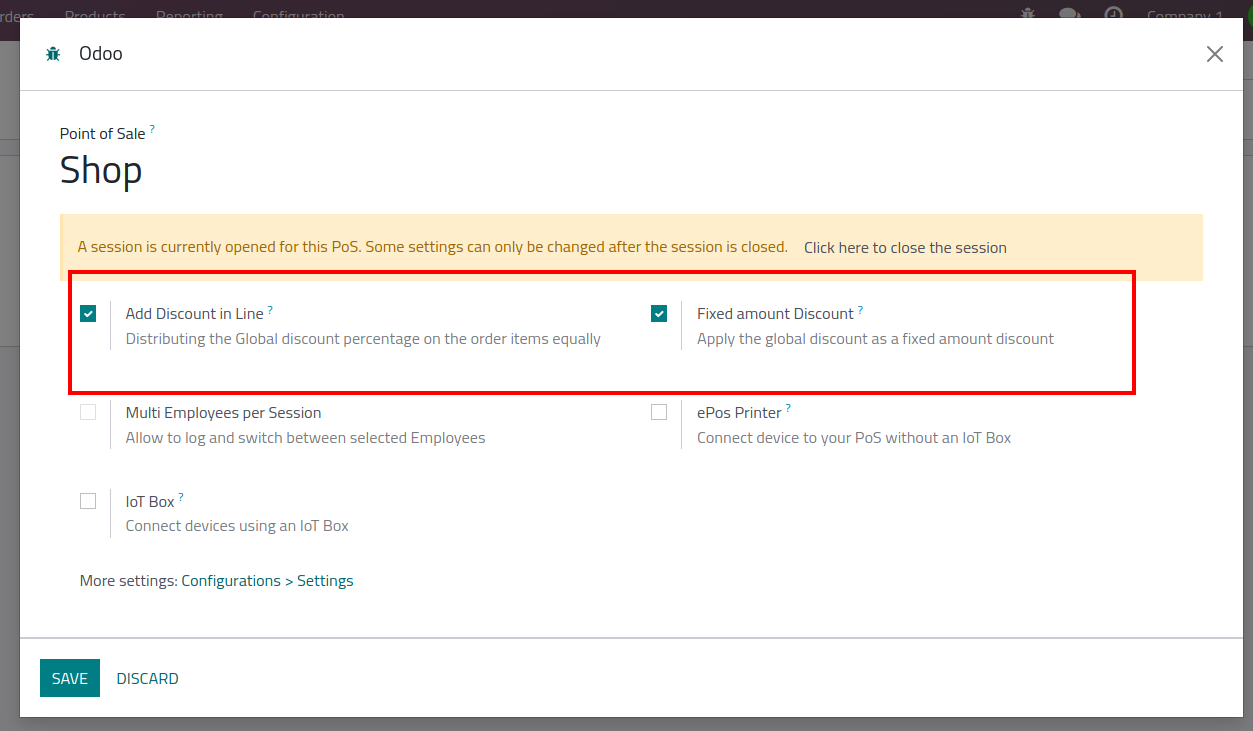 Orders Products Reporting Configuration Company 1
Odoo
Point of Sale ?
Shop
A session is currently opened for this PoS. Some settings can only be changed after the session is closed. Click here to close the session
Add Discount in Line ? Fixed amount Discount ?
Distributing the Global discount percentage on the order items equally Apply the global discount as a fixed amount discount
Multi Employees per Session ePos Printer ?
Allow to log and switch between selected Employees Connect device to your PoS without an IoT Box
IoT Box ?
Connect devices using an IoT Box
More settings: Configurations > Settings
SAVE DISCARD